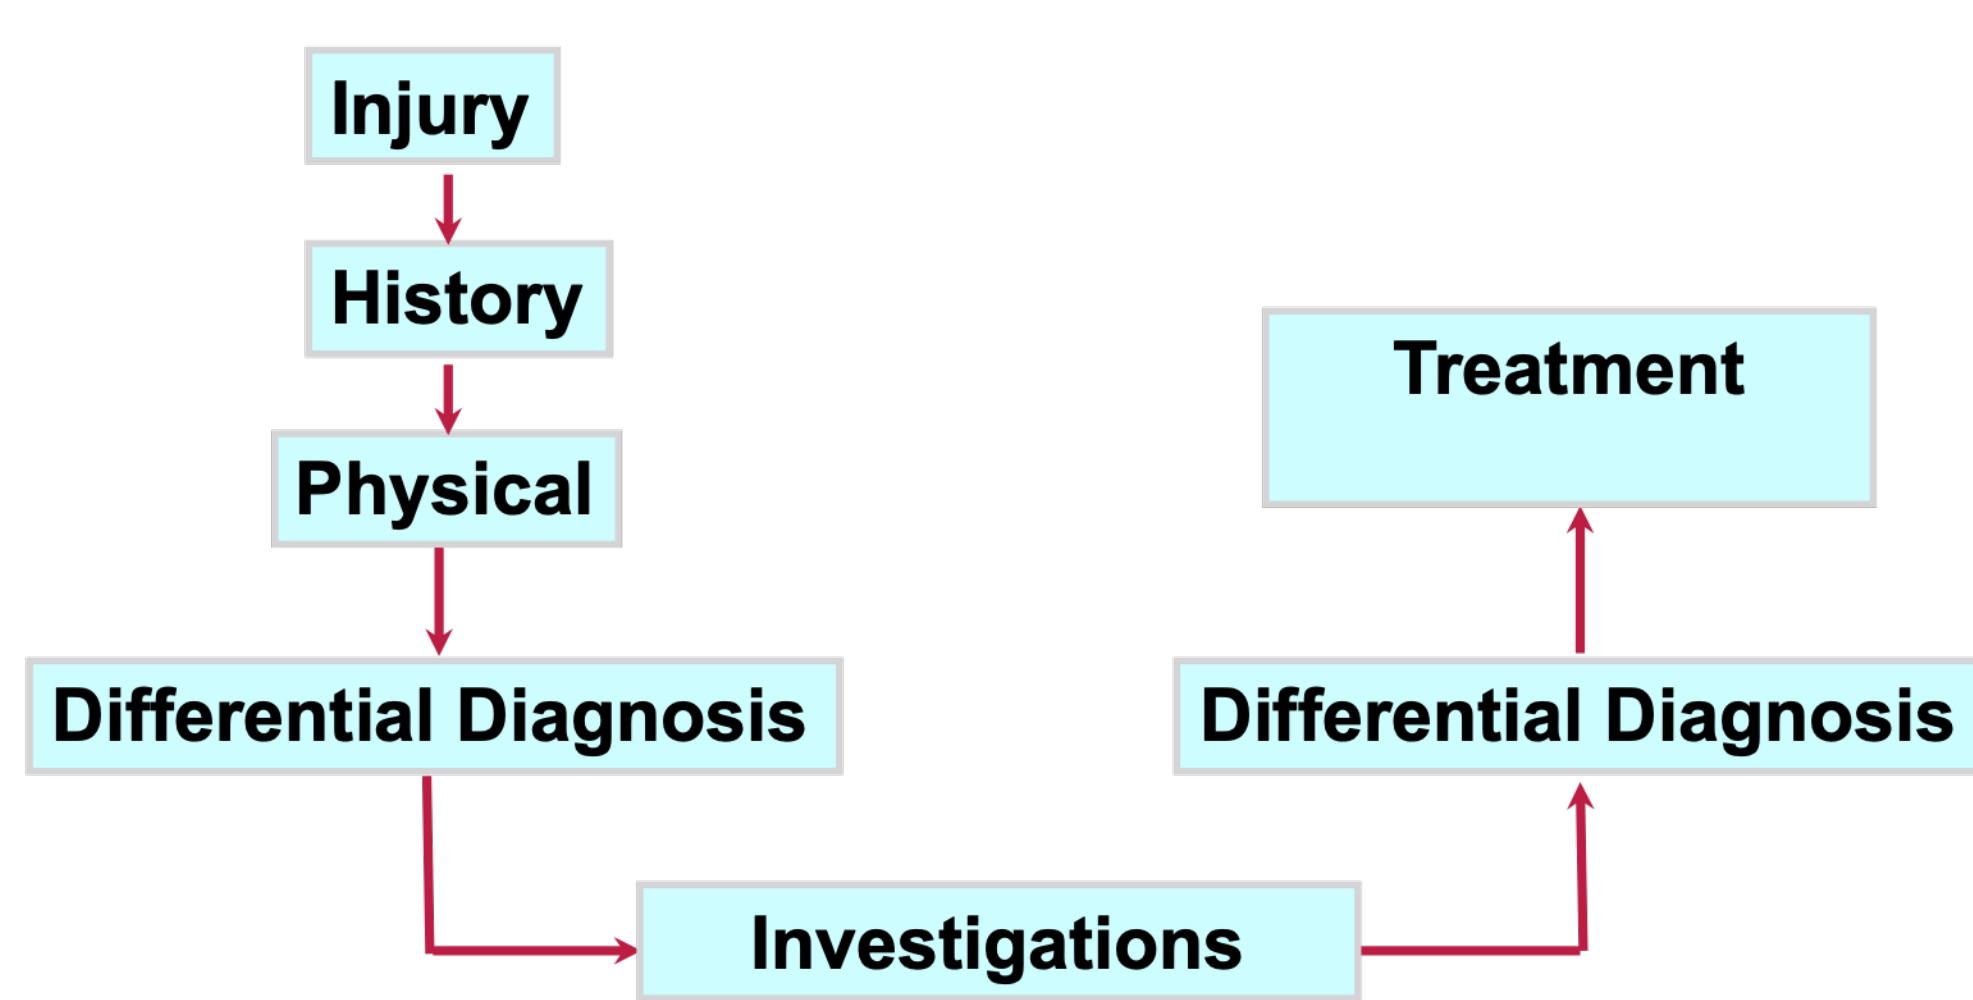 Injury
History
Physical
Differential Diagnosis
Investigations
Differential Diagnosis
Treatment